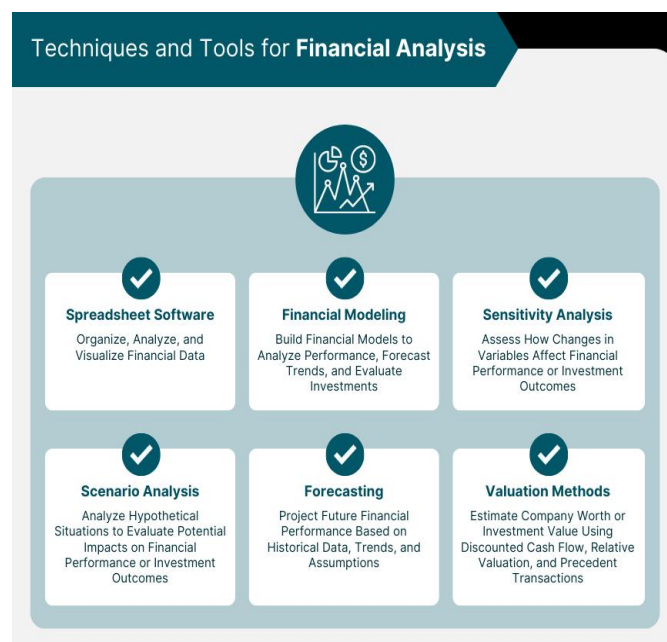 Techniques and Tools for Financial Analysis
$
Spreadsheet Software
Organize, Analyze, and
Visualize Financial Data
Financial Modeling
Build Financial Models to
Analyze Performance, Forecast
Trends, and Evaluate
Investments
Sensitivity Analysis
Assess How Changes in
Variables Affect Financial
Performance or Investment
Outcomes
Scenario Analysis
Analyze Hypothetical
Situations to Evaluate Potential
Impacts on Financial
Performance or Investment
Outcomes
Forecasting
Project Future Financial
Performance Based on
Historical Data, Trends, and
Assumptions
Valuation Methods
Estimate Company Worth or
Investment Value Using
Discounted Cash Flow, Relative
Valuation, and Precedent
Transactions